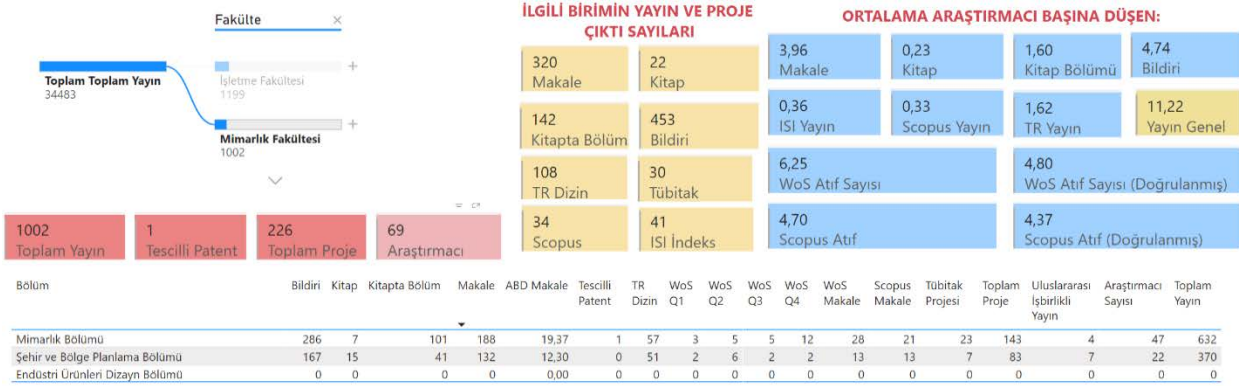 Fakülte
Toplam Toplam Yayın
34483
İşletme Fakültesi
1199
Mimarlık Fakültesi
1002
1002
Toplam Yayın
1
Tescilli Patent
226
Toplam Proje
69
Araştırmacı
İLGİLİ BİRİMİN YAYIN VE PROJE
ÇIKTI SAYILARI
320
Makale
22
Kitap
142
Kitapta Bölüm
453
Bildiri
108
TR Dizin
30
Tübitak
34
Scopus
41
ISI İndeks
ORTALAMA ARAŞTIRMACI BAŞINA DÜŞEN:
3,96
Makale
0,23
Kitap
1,60
Kitap Bölümü
4,74
Bildiri
0,36
ISI Yayın
0,33
Scopus Yayın
1,62
TR Yayın
11,22
Yayın Genel
6,25
WoS Atıf Sayısı
4,80
WoS Atıf Sayısı (Doğrulanmış)
4,70
Scopus Atıf
4,37
Scopus Atıf (Doğrulanmış)
Bölüm Bildiri Kitap Kitapta Bölüm Makale ABD Makale Tescilli Patent TR Dizin WoS Q1 WoS Q2 WoS Q3 WoS Q4 WoS Makale Scopus Makale Tübitak Projesi Toplam Proje Uluslararası İşbirlikli Yayın Araştırmacı Sayısı Toplam Yayın
Mimarlık Bölümü 286 7 101 188 19,37 1 57 3 5 5 12 28 21 23 143 4 47 632
Şehir ve Bölge Planlama Bölümü 167 15 41 132 12,30 0 51 2 6 2 2 13 13 7 83 7 22 370
Endüstri Ürünleri Dizayn Bölümü 0 0 0 0 0,00 0 0 0 0 0 0 0 0 0 0 0 0 0